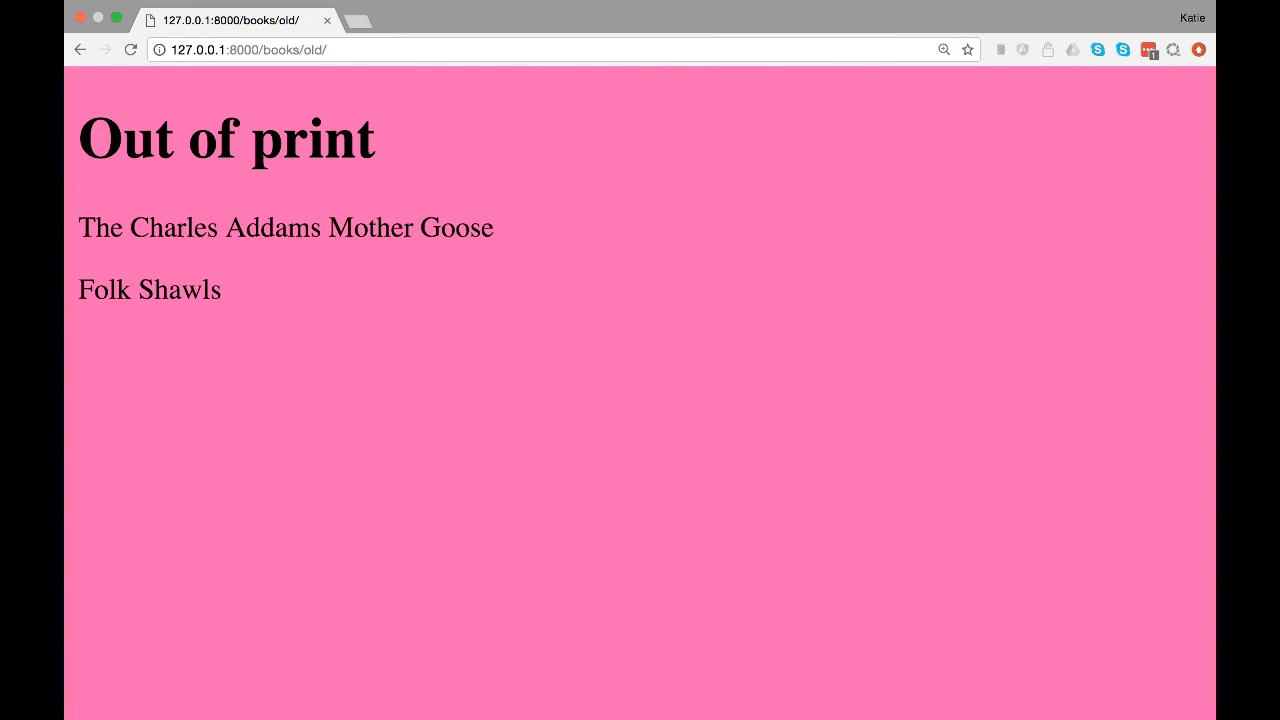 127.0.0.1:8000/books/old/
Katie
127.0.0.1:8000/books/old/
1
Out of print
The Charles Addams Mother Goose
Folk Shawls